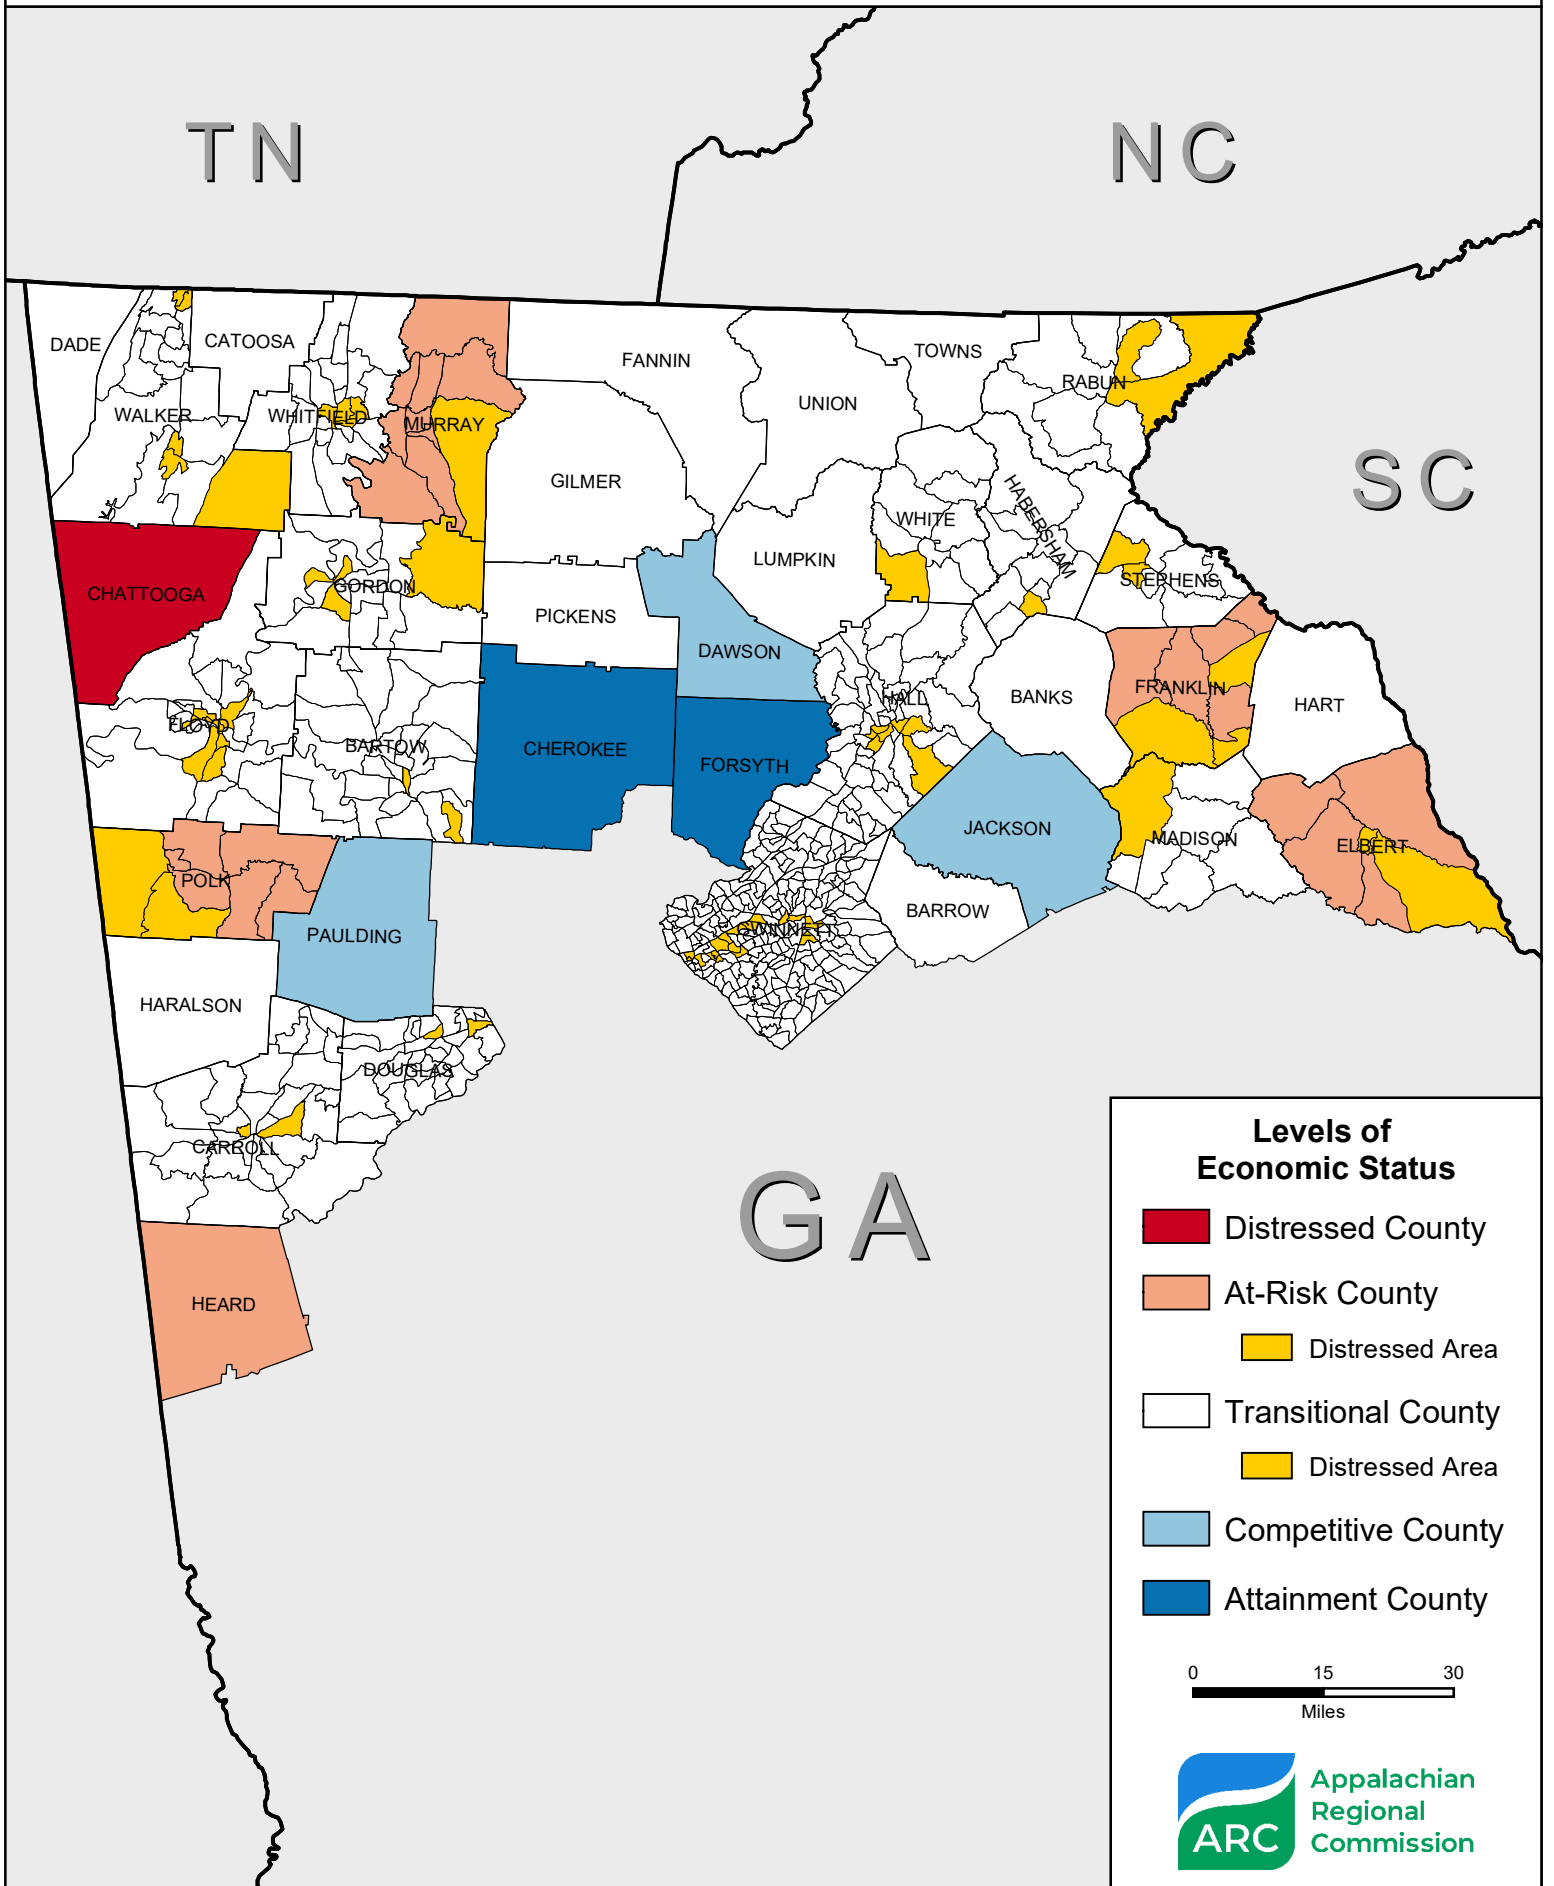 TN
NC
SC
GA
DADE
CATOOSA
FANNIN
TOWNS
RABUN
UNION
WALKER
WHITFIELD
MURRAY
GILMER
HABERSHAM
WHITE
LUMPKIN
STEPHENS
CHATTOOGA
GORDON
PICKENS
DAWSON
HALL
BANKS
FRANKLIN
HART
FLOYD
BARTOW
CHEROKEE
FORSYTH
JACKSON
MADISON
ELBERT
POLK
PAULDING
GWINNETT
BARROW
HARALSON
DOUGLAS
CARROLL
HEARD
Levels of
Economic Status
Distressed County
At-Risk County
Distressed Area
Transitional County
Distressed Area
Competitive County
Attainment County
0 15 30
Miles
ARC
Appalachian
Regional
Commission